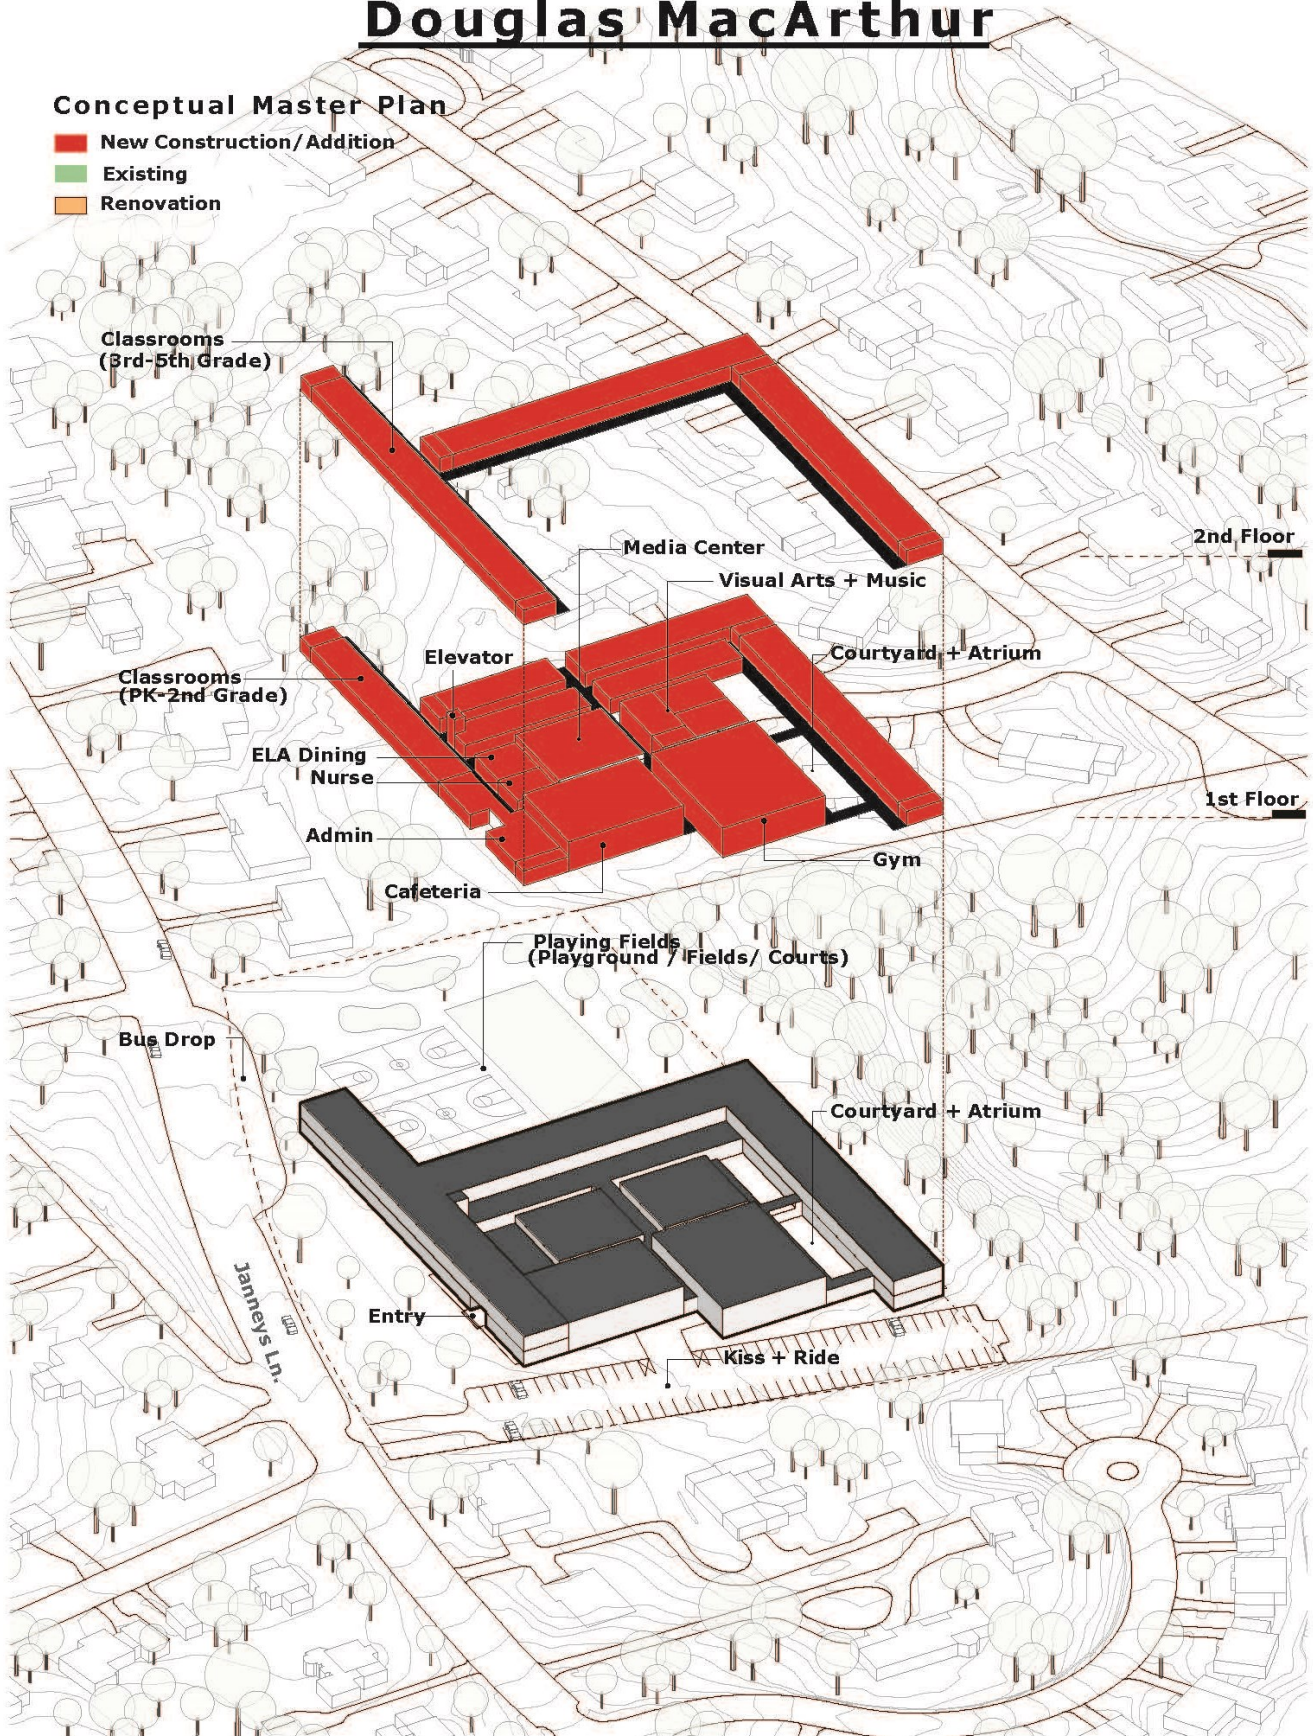 Douglas MacArthur
Conceptual Master Plan
New Construction/Addition
Existing
Renovation
Classrooms
(3rd-5th Grade)
2nd Floor
Media Center
Visual Arts + Music
Elevator
Courtyard + Atrium
Classrooms
(PK-2nd Grade)
ELA Dining
Nurse
1st Floor
Admin
Gym
Cafeteria
Playing Fields
(Playground / Fields/ Courts)
Bus Drop
Courtyard + Atrium
Janneys Ln.
Entry
Kiss + Ride